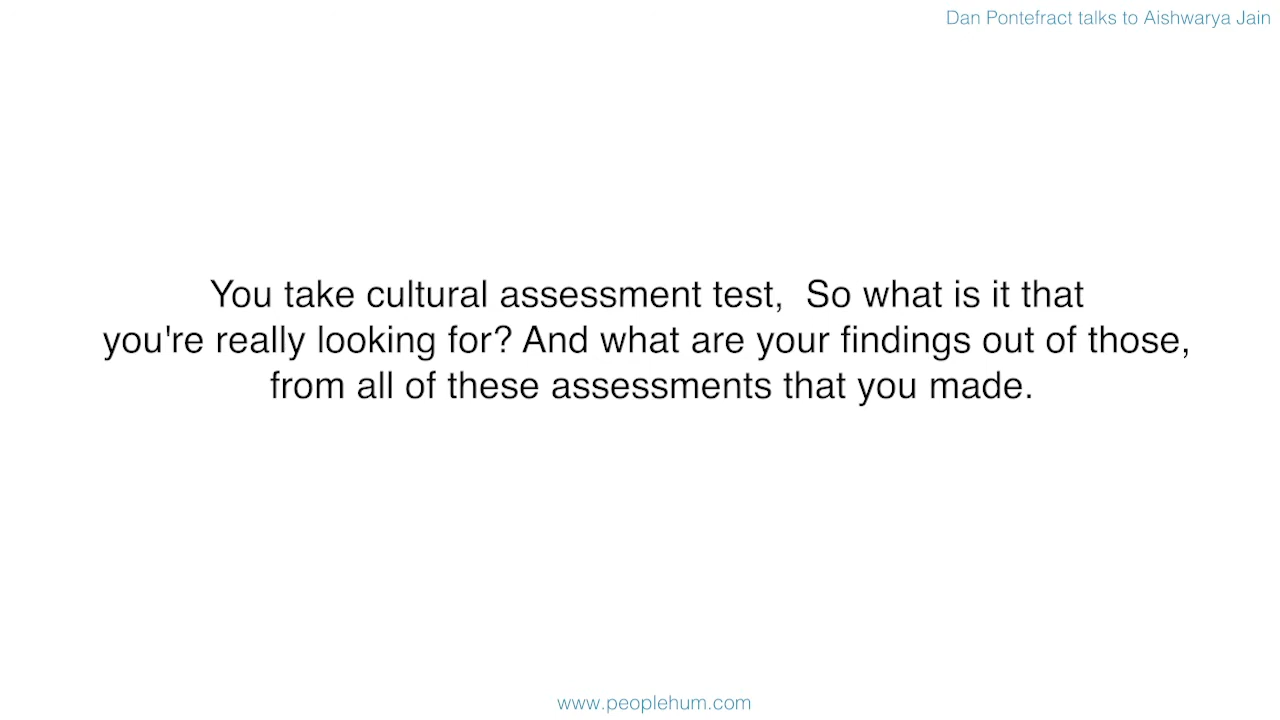 Dan Pontefract talks to Aishwarya Jain
You take cultural assessment test,  So what is it that
you're really looking for? And what are your findings out of those,
from all of these assessments that you made.
www.peoplehum.com